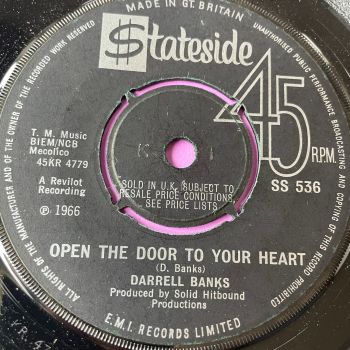 MADE IN GT. BRITAIN
$tateside
45 R.P.M.
T. M. Music
BIEM/NCB
Mecolico
45KR 4779
A Revilot
Recording
℗ 1966
SOLD IN U.K. SUBJECT TO
RESALE PRICE CONDITIONS,
SEE PRICE LISTS
SS 536
OPEN THE DOOR TO YOUR HEART
(D. Banks)
DARRELL BANKS
Produced by Solid Hitbound
Productions
E.M.I. RECORDS LIMITED
ALL RIGHTS OF THE MANUFACTURER AND OF THE OWNER OF THE RECORDED WORK RESERVED
UNAUTHORISED PUBLIC PERFORMANCE BROADCASTING AND COPYING OF THIS RECORD PROHIBITED